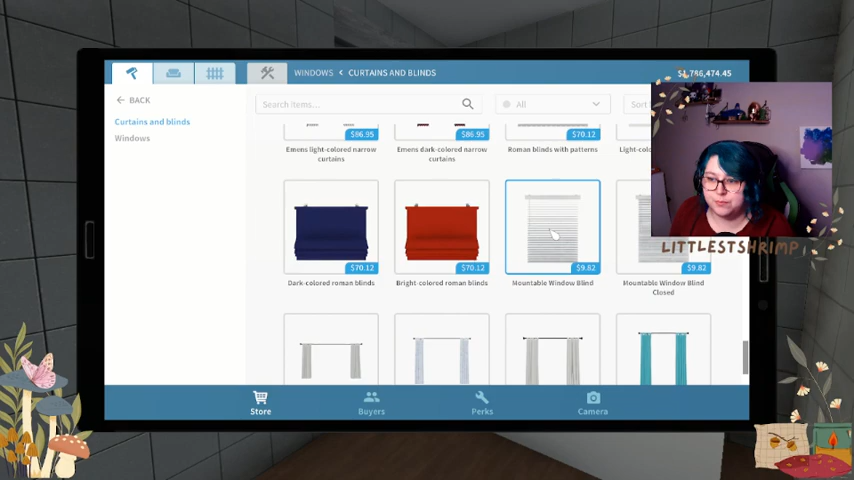 WINDOWS < CURTAINS AND BLINDS
$1,786,474.45
BACK
Search items...
All
Sort
Curtains and blinds
Windows
$86.95
$86.95
$70.12
Emens light-colored narrow
curtains
Emens dark-colored narrow
curtains
Roman blinds with patterns
Light-col
LITTLESTSHRIMP
$70.12
$70.12
$9.82
$9.82
Dark-colored roman blinds
Bright-colored roman blinds
Mountable Window Blind
Mountable Window Blind
Closed
Store
Buyers
Perks
Camera